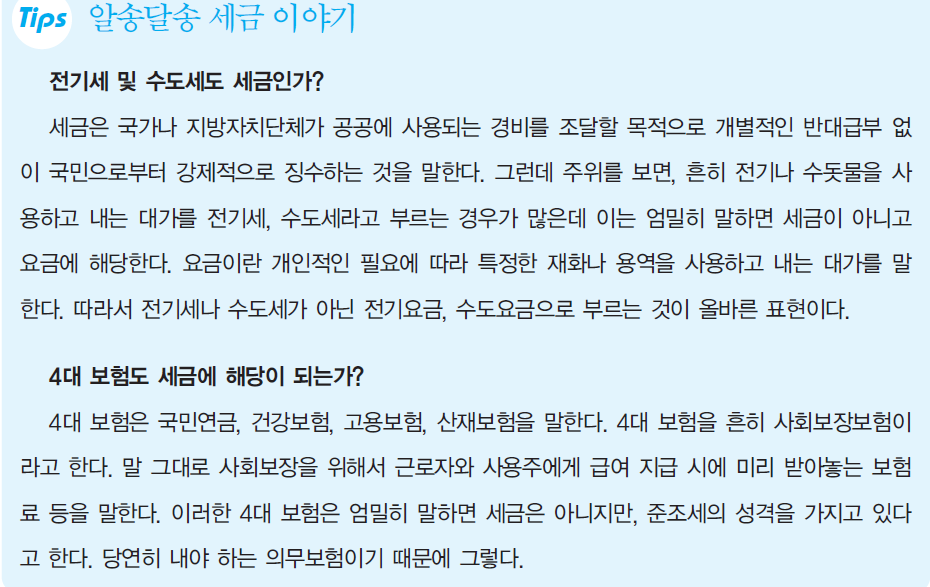 Tips 알송달송 세금 이야기
전기세 및 수도세도 세금인가?
세금은 국가나 지방자치단체가 공공에 사용되는 경비를 조달할 목적으로 개별적인 반대급부 없
이 국민으로부터 강제적으로 징수하는 것을 말한다. 그런데 주위를 보면, 흔히 전기나 수돗물을 사
용하고 내는 대가를 전기세, 수도세라고 부르는 경우가 많은데 이는 엄밀히 말하면 세금이 아니고
요금에 해당한다. 요금이란 개인적인 필요에 따라 특정한 재화나 용역을 사용하고 내는 대가를 말
한다. 따라서 전기세나 수도세가 아닌 전기요금, 수도요금으로 부르는 것이 올바른 표현이다.
4대 보험도 세금에 해당이 되는가?
4대 보험은 국민연금, 건강보험, 고용보험, 산재보험을 말한다. 4대 보험을 흔히 사회보장보험이
라고 한다. 말 그대로 사회보장을 위해서 근로자와 사용주에게 급여 지급 시에 미리 받아놓는 보험
료 등을 말한다. 이러한 4대 보험은 엄밀히 말하면 세금은 아니지만, 준조세의 성격을 가지고 있다
고 한다. 당연히 내야 하는 의무보험이기 때문에 그렇다.